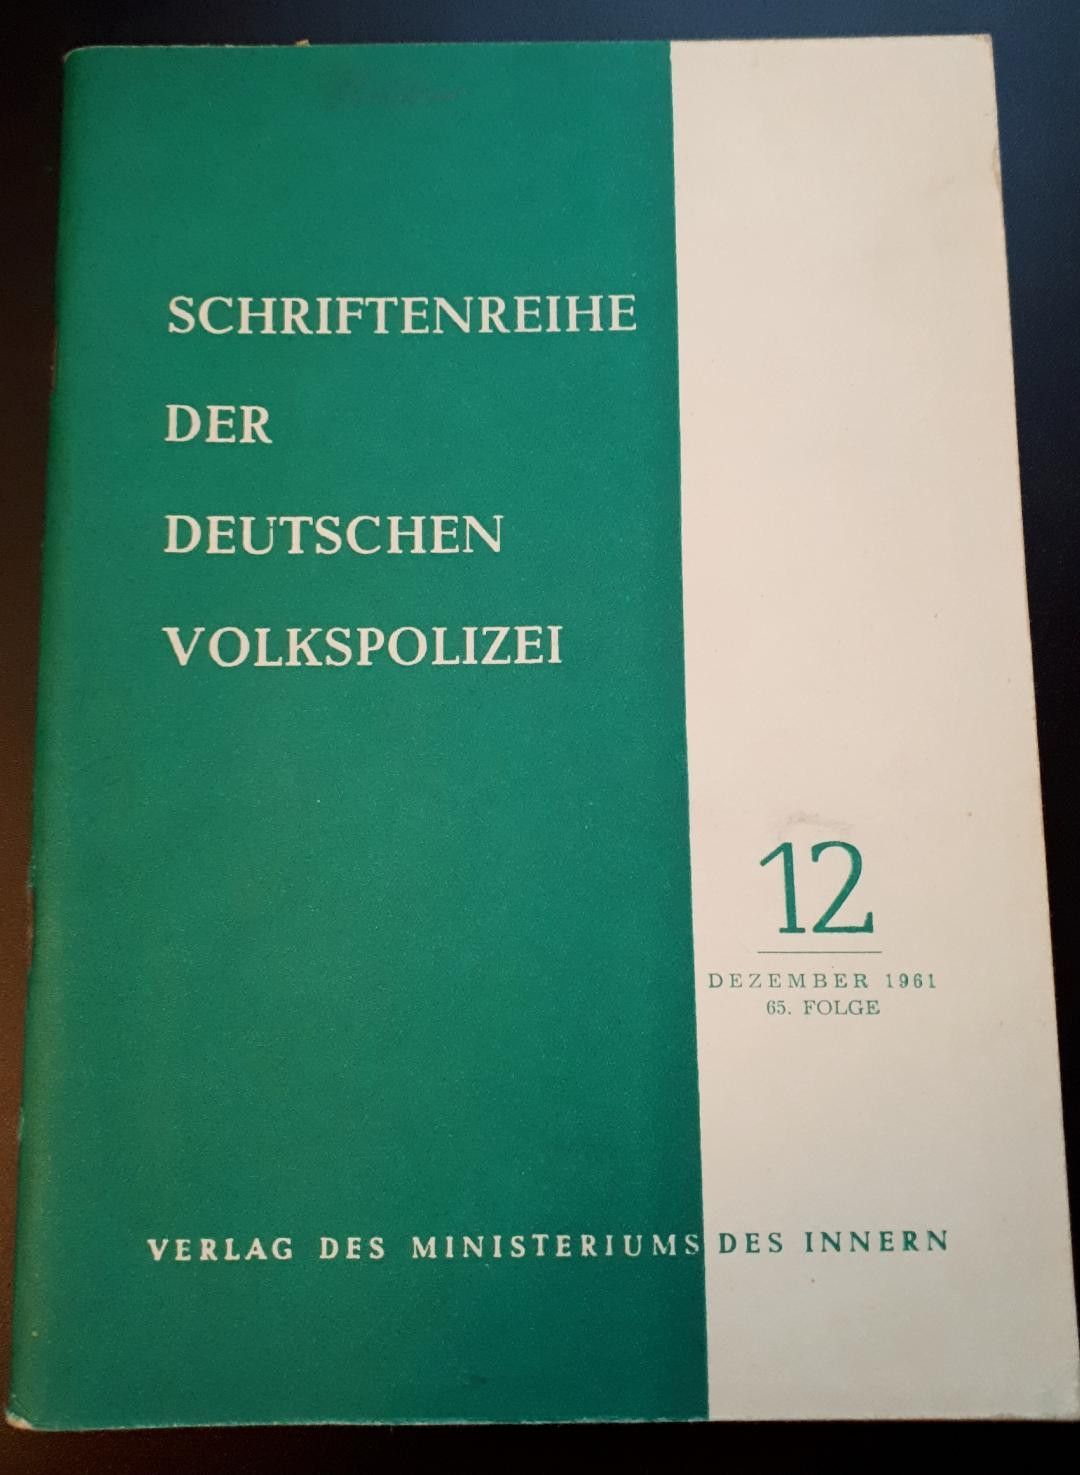 SCHRIFTENREIHE
DER
DEUTSCHEN
VOLKSPOLIZEI
12
DEZEMBER 1961
65. FOLGE
VERLAG DES MINISTERIUMS DES INNERN